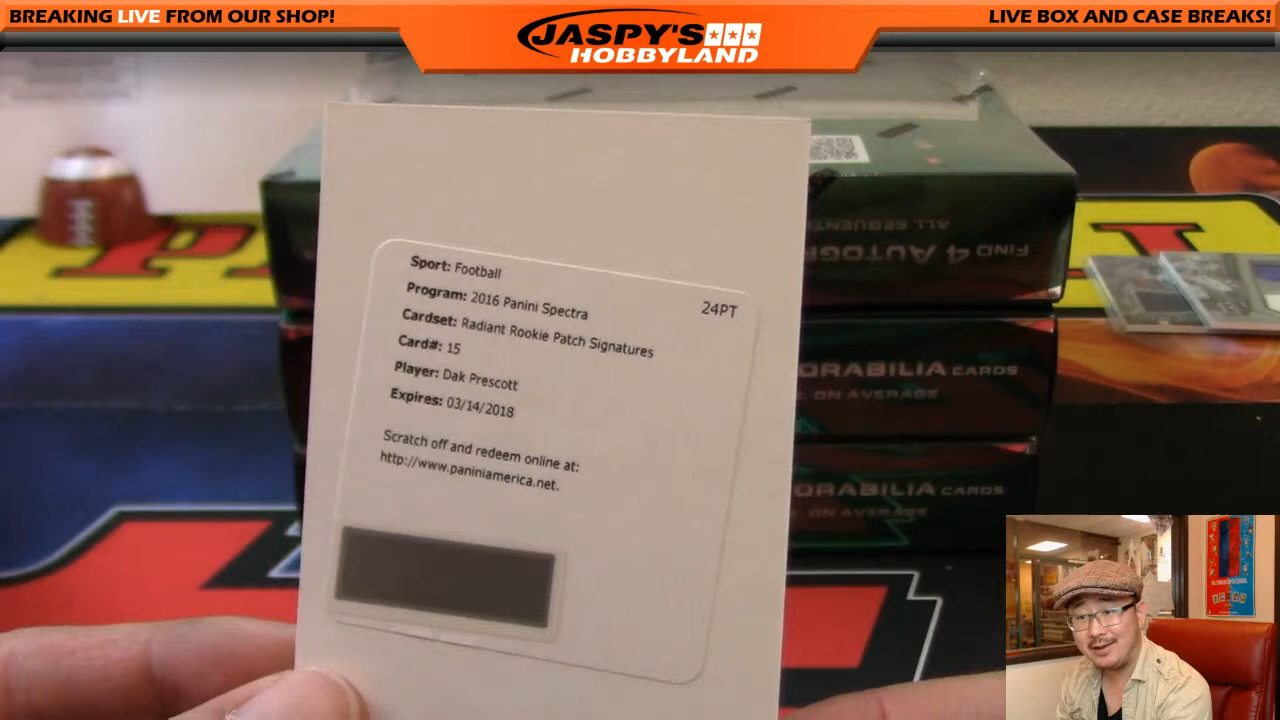 BREAKING LIVE FROM OUR SHOP!
JASPY'S
HOBBYLAND
LIVE BOX AND CASE BREAKS!
Sport: Football
24PT
Program: 2016 Panini Spectra
Cardset: Radiant Rookie Patch Signatures
Card#: 15
Player: Dak Prescott
Expires: 03/14/2018
Scratch off and redeem online at:
http://www.paniniamerica.net.
FIND 4 AUTOGR
ALL SEQUENTI
ORABILIA CARDS
ON AVERAGE
ORABILIA CARDS
ON AVERAGE